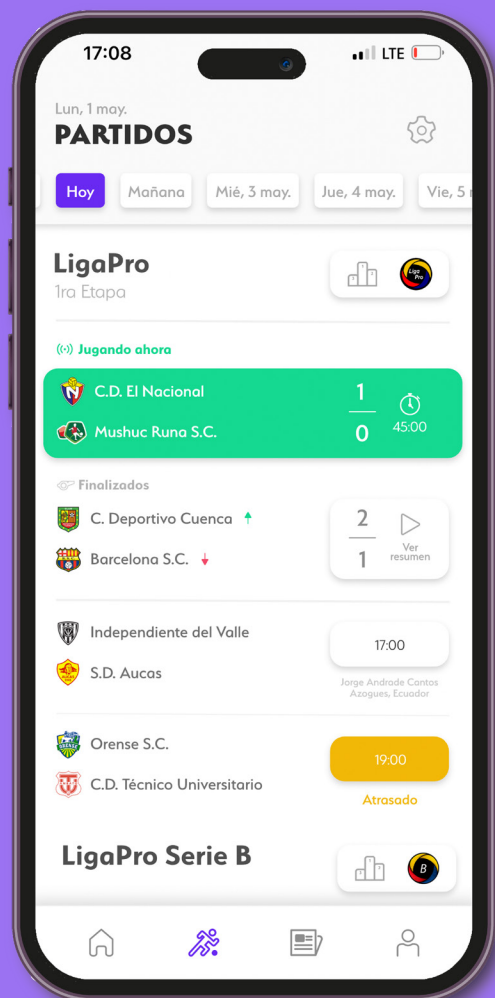 17:08
LTE
Lun, 1 may.
PARTIDOS
Hoy
Mañana
Mié, 3 may.
Jue, 4 may.
Vie, 5
LigaPro
1ra Etapa
Liga Pro
Jugando ahora
C.D. El Nacional
1
Mushuc Runa S.C.
0
45:00
Finalizados
C. Deportivo Cuenca
2
Barcelona S.C.
1
Ver
resumen
Independiente del Valle
S.D. Aucas
17:00
Jorge Andrade Cantos
Azogues, Ecuador
Orense S.C.
C.D. Técnico Universitario
19:00
Atrasado
LigaPro Serie B
B